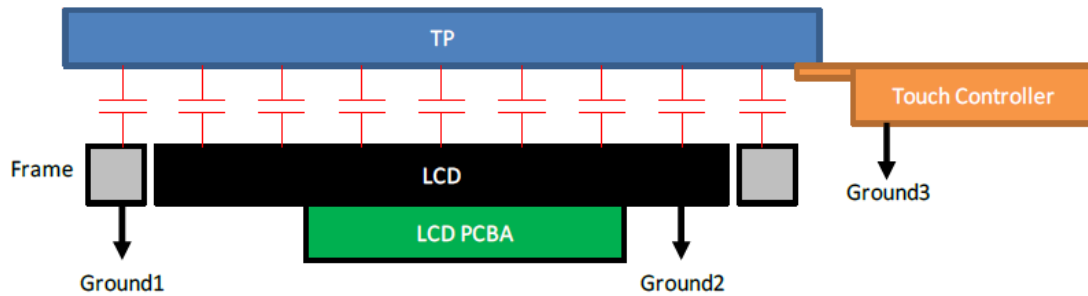 TP
Touch Controller
Frame
LCD
Ground3
LCD PCBA
Ground1
Ground2